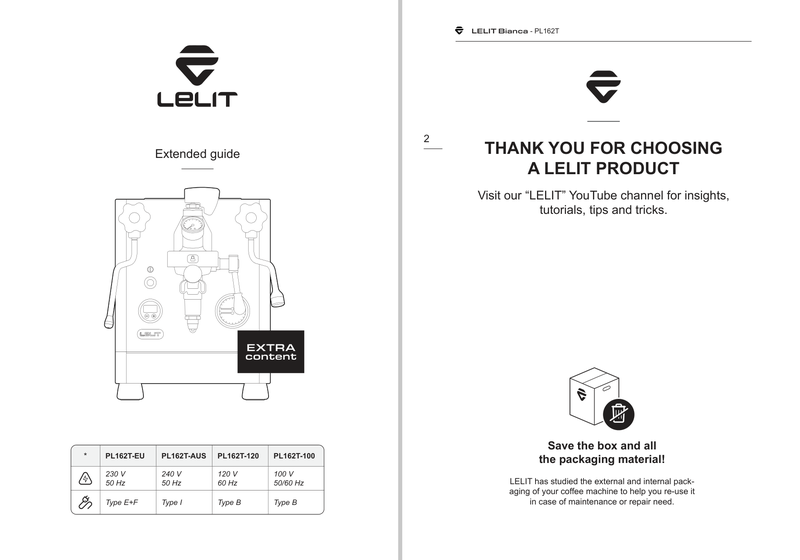 LELIT
Extended guide
LELIT
EXTRA
content
* PL162T-EU PL162T-AUS PL162T-120 PL162T-100
230 V 240 V 120 V 100 V
50 Hz 50 Hz 60 Hz 50/60 Hz
Type E+F Type I Type B Type B
LELIT Bianca - PL162T
2
THANK YOU FOR CHOOSING
A LELIT PRODUCT
Visit our “LELIT” YouTube channel for insights,
tutorials, tips and tricks.
Save the box and all
the packaging material!
LELIT has studied the external and internal pack-
aging of your coffee machine to help you re-use it
in case of maintenance or repair need.